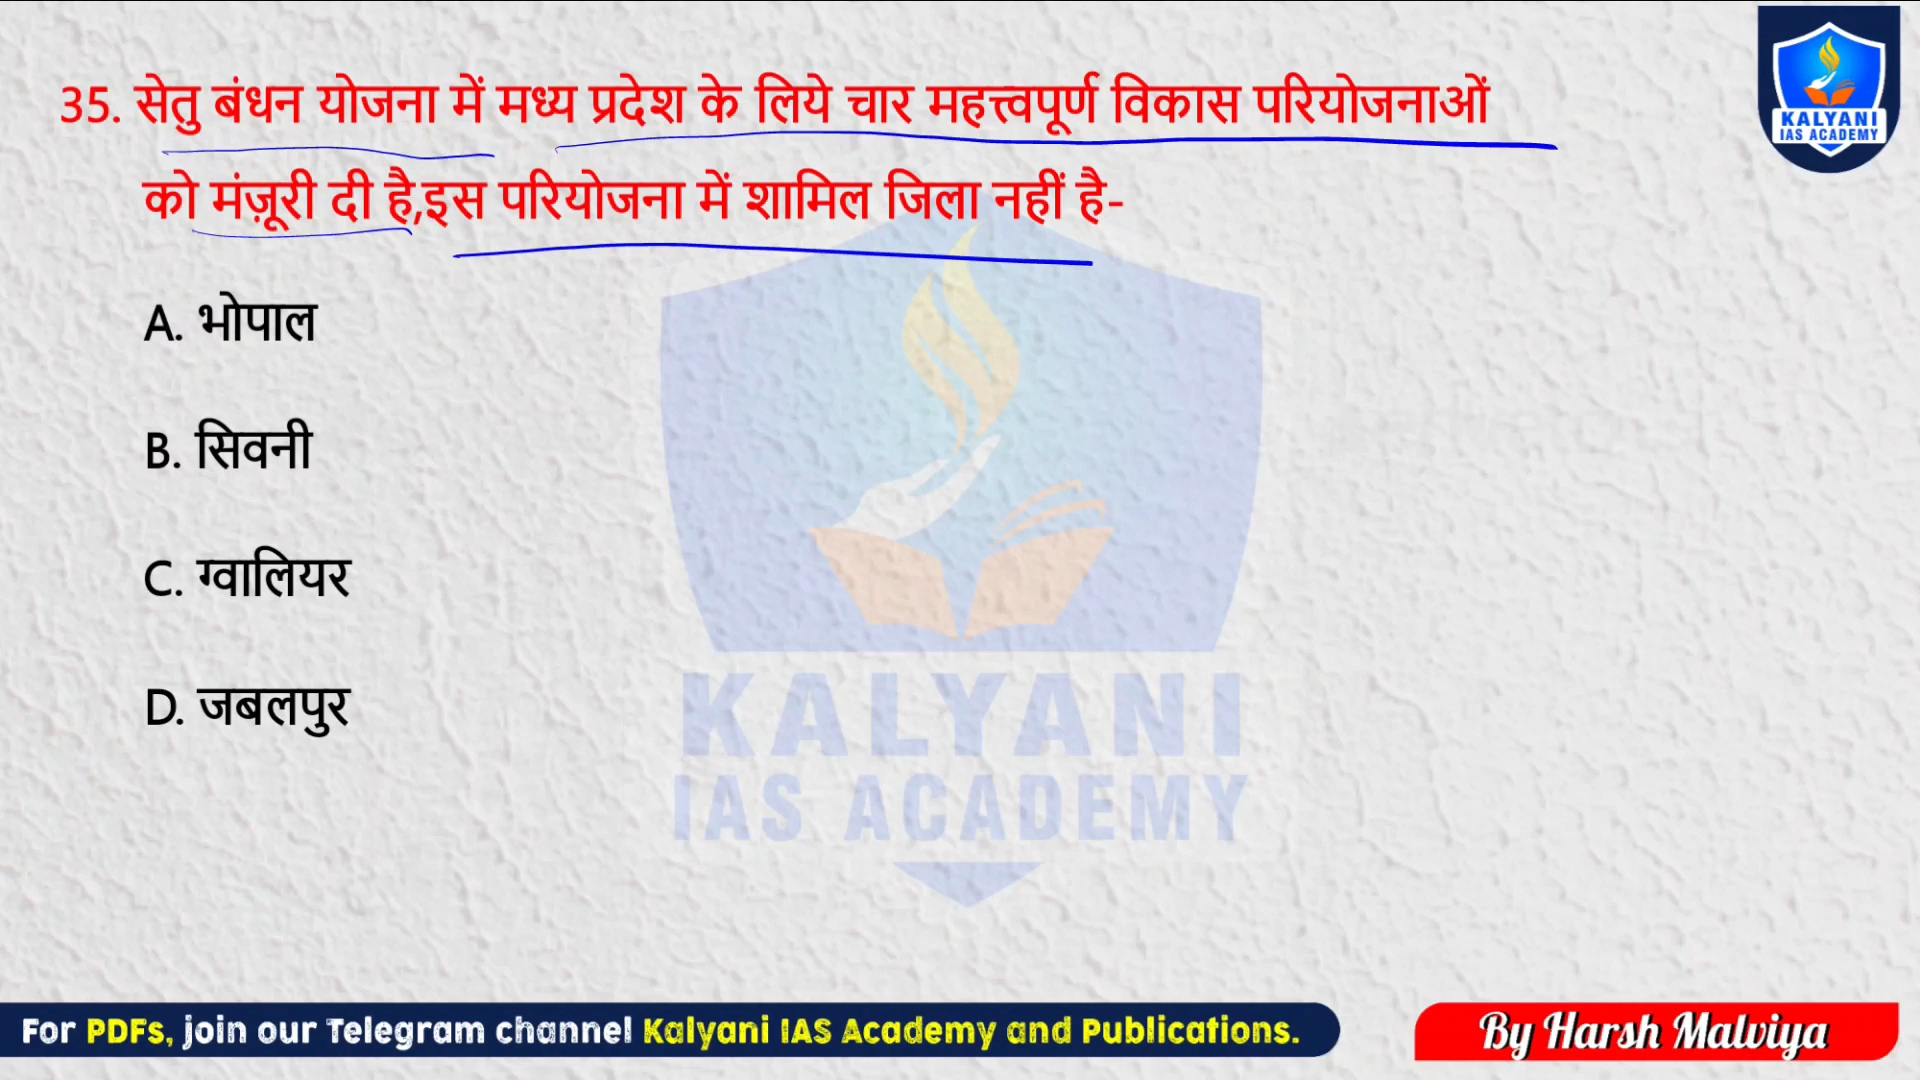 KALYANI
IAS ACADEMY
35. सेतु बंधन योजना में मध्य प्रदेश के लिये चार महत्त्वपूर्ण विकास परियोजनाओं
को मंज़ूरी दी है,इस परियोजना में शामिल जिला नहीं है-
A. भोपाल
B. सिवनी
C. ग्वालियर
D. जबलपुर
KALYANI
IAS ACADEMY
For PDFs, join our Telegram channel Kalyani IAS Academy and Publications.
By Harsh Malviya